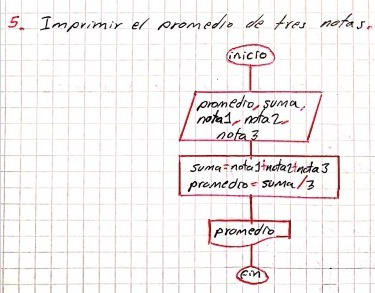 5. Imprimir el promedio de tres notas.
inicio
promedio, suma,
nota1, nota2,
nota3
suma=nota1+nota2+nota3
promedio= suma/3
promedio
Fin